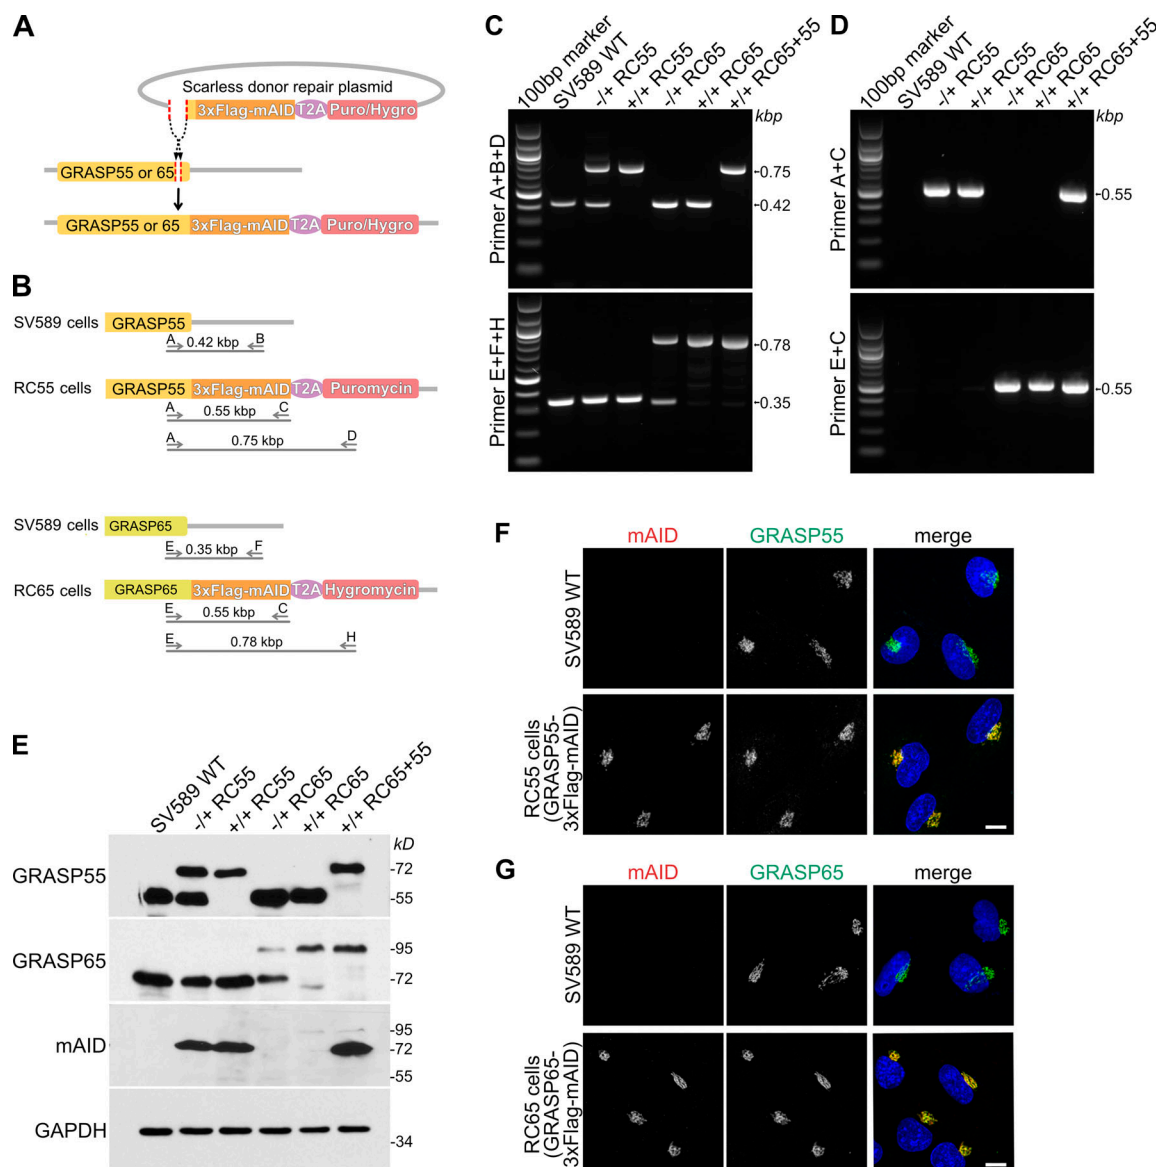 A
Scarless donor repair plasmid
3xFlag-mAID T2A Puro/Hygro
GRASP55 or 65
GRASP55 or 65 3xFlag-mAID T2A Puro/Hygro
B
SV589 cells GRASP55
A 0.42 kbp B
RC55 cells GRASP55 3xFlag-mAID T2A Puromycin
A 0.55 kbp C
A 0.75 kbp D
SV589 cells GRASP65
E 0.35 kbp F
RC65 cells GRASP65 3xFlag-mAID T2A Hygromycin
E 0.55 kbp C
E 0.78 kbp H
C
100bp marker
SV589 WT
-/+ RC55
+/+ RC55
-/+ RC65
+/+ RC65
+/+ RC65+55
kbp
Primer A+B+D
0.75
0.42
Primer E+F+H
0.78
0.35
D
100bp marker
SV589 WT
-/+ RC55
+/+ RC55
-/+ RC65
+/+ RC65
+/+ RC65+55
kbp
Primer A+C
0.55
Primer E+C
0.55
E
SV589 WT
-/+ RC55
+/+ RC55
-/+ RC65
+/+ RC65
+/+ RC65+55
kD
GRASP55
-72
-55
GRASP65
-95
-72
mAID
-95
-72
-55
GAPDH
-34
F
mAID GRASP55 merge
SV589 WT
RC55 cells
(GRASP55-
3xFlag-mAID)
G
mAID GRASP65 merge
SV589 WT
RC65 cells
(GRASP65-
3xFlag-mAID)